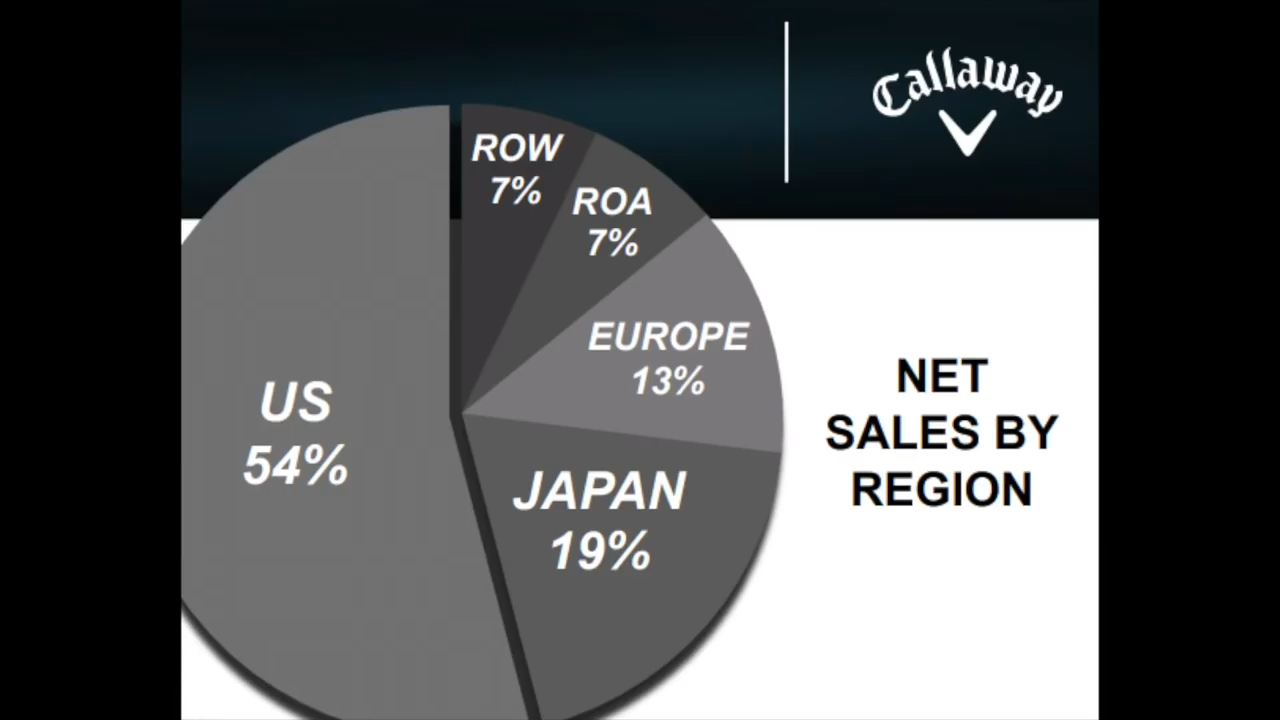 Callaway
ROW
7%
ROA
7%
EUROPE
13%
US
54%
JAPAN
19%
NET
SALES BY
REGION